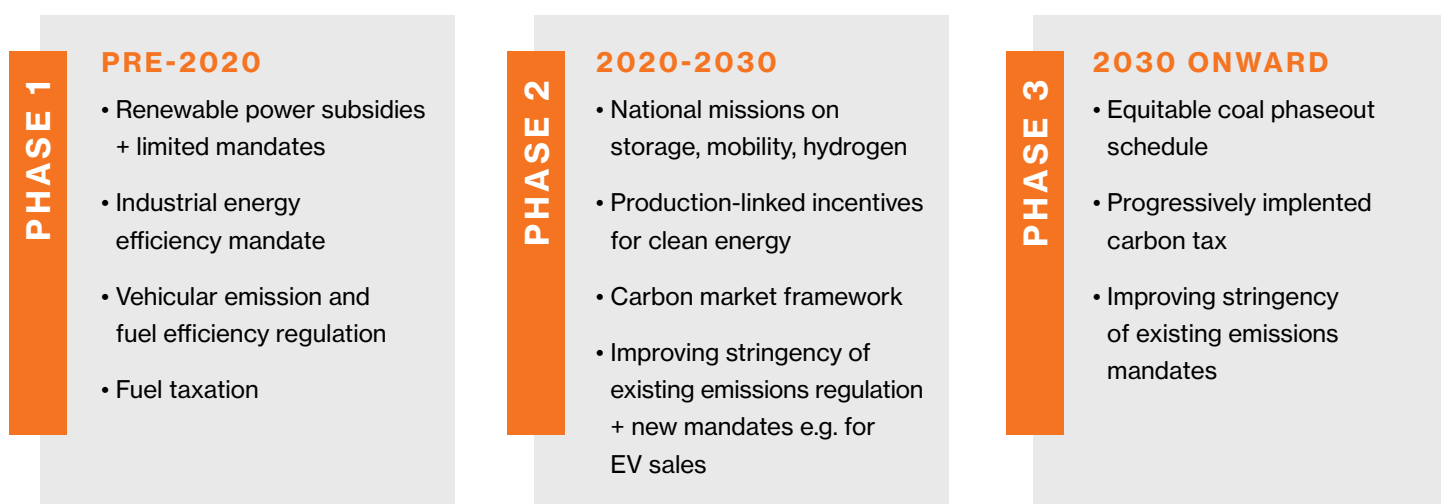 PHASE 1
PRE-2020
• Renewable power subsidies
+ limited mandates
• Industrial energy
efficiency mandate
• Vehicular emission and
fuel efficiency regulation
• Fuel taxation
PHASE 2
2020-2030
• National missions on
storage, mobility, hydrogen
• Production-linked incentives
for clean energy
• Carbon market framework
• Improving stringency of
existing emissions regulation
+ new mandates e.g. for
EV sales
PHASE 3
2030 ONWARD
• Equitable coal phaseout
schedule
• Progressively implented
carbon tax
• Improving stringency
of existing emissions
mandates